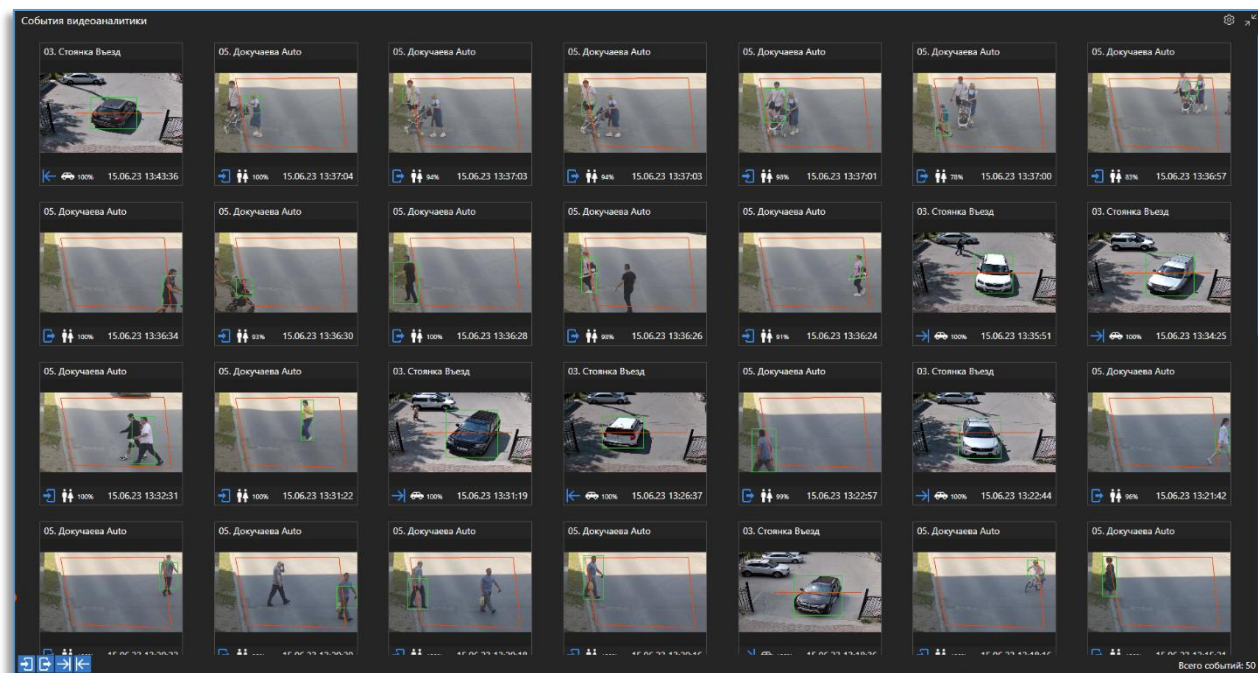 События видеоаналитики
03. Стоянка Въезд
05. Докучаева Auto
05. Докучаева Auto
05. Докучаева Auto
05. Докучаева Auto
05. Докучаева Auto
05. Докучаева Auto
100% 15.06.23 13:43:36
100% 15.06.23 13:37:04
94% 15.06.23 13:37:03
94% 15.06.23 13:37:03
98% 15.06.23 13:37:01
78% 15.06.23 13:37:00
83% 15.06.23 13:36:57
05. Докучаева Auto
05. Докучаева Auto
05. Докучаева Auto
05. Докучаева Auto
05. Докучаева Auto
03. Стоянка Въезд
03. Стоянка Въезд
100% 15.06.23 13:36:34
93% 15.06.23 13:36:30
100% 15.06.23 13:36:28
98% 15.06.23 13:36:26
91% 15.06.23 13:36:24
100% 15.06.23 13:35:51
100% 15.06.23 13:34:25
05. Докучаева Auto
05. Докучаева Auto
03. Стоянка Въезд
03. Стоянка Въезд
05. Докучаева Auto
03. Стоянка Въезд
05. Докучаева Auto
100% 15.06.23 13:32:31
100% 15.06.23 13:31:22
100% 15.06.23 13:31:19
100% 15.06.23 13:26:37
99% 15.06.23 13:22:57
100% 15.06.23 13:22:44
96% 15.06.23 13:21:42
05. Докучаева Auto
05. Докучаева Auto
05. Докучаева Auto
05. Докучаева Auto
03. Стоянка Въезд
05. Докучаева Auto
05. Докучаева Auto
Всего событий: 50